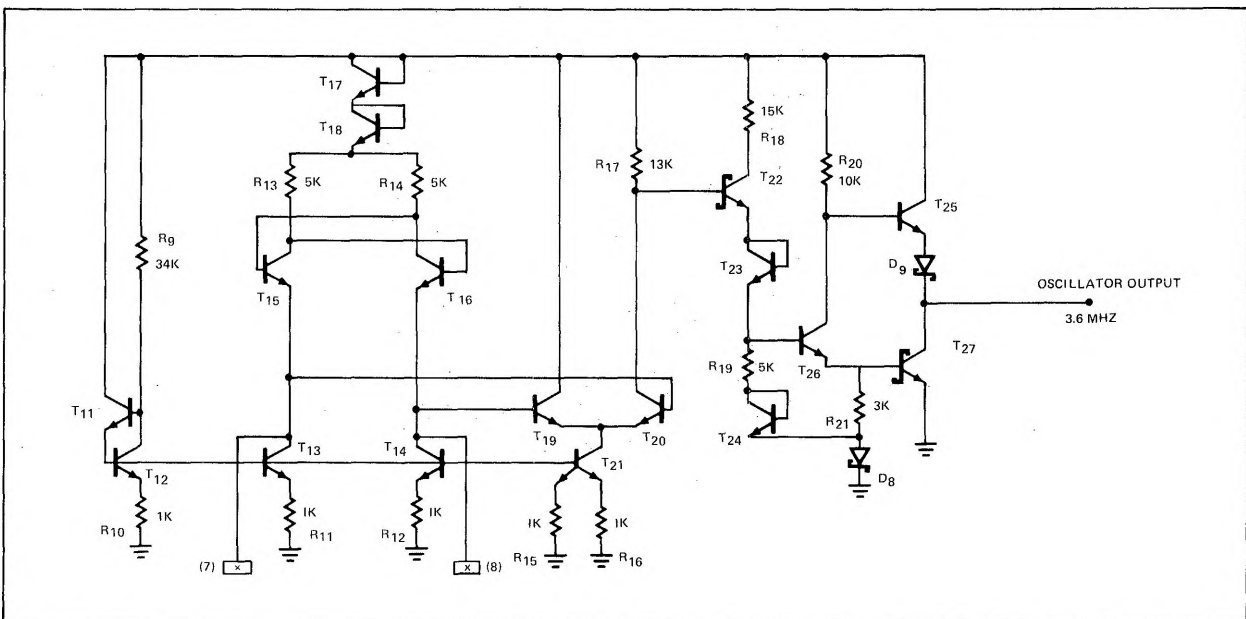 T17
T18
15K
R18
R13
5K
R14
5K
R17
13K
T22
R20
10K
T25
R9
34K
T15
T16
T23
D9
OSCILLATOR OUTPUT
3.6 MHZ
T27
R19
5K
T26
T11
T19
T20
T24
R21
3K
T12
T13
T14
T21
D8
R10
1K
1K
R11
1K
R12
1K
R15
1K
R16
(7)
X
X
(8)